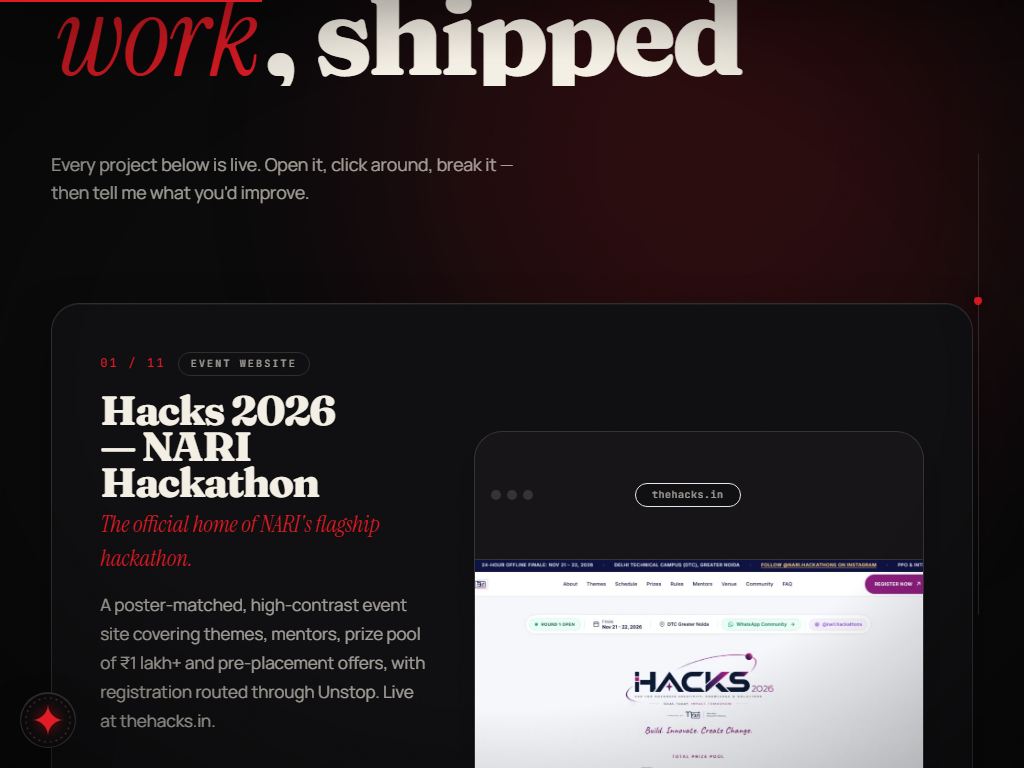 work, shipped
Every project below is live. Open it, click around, break it —
then tell me what you'd improve.
01 / 11 EVENT WEBSITE
Hacks 2026
— NARI
Hackathon
The official home of NARI's flagship
hackathon.
A poster-matched, high-contrast event
site covering themes, mentors, prize pool
of ₹1 lakh+ and pre-placement offers, with
registration routed through Unstop. Live
at thehacks.in.
thehacks.in
24-HOUR OFFLINE FINALE: NOV 21 – 22, 2026 · DELHI TECHNICAL CAMPUS (DTC), GREATER NOIDA · FOLLOW @NARI.HACKATHONS ON INSTAGRAM · PPO & INT
About Themes Schedule Prizes Rules Mentors Venue Community FAQ REGISTER NOW ↗
ROUND 1 OPEN Nov 21 - 22, 2026 DTC Greater Noida WhatsApp Community → @nari.hackathons
HACKS 2026
Build. Innovate. Create Change.
TOTAL PRIZE POOL